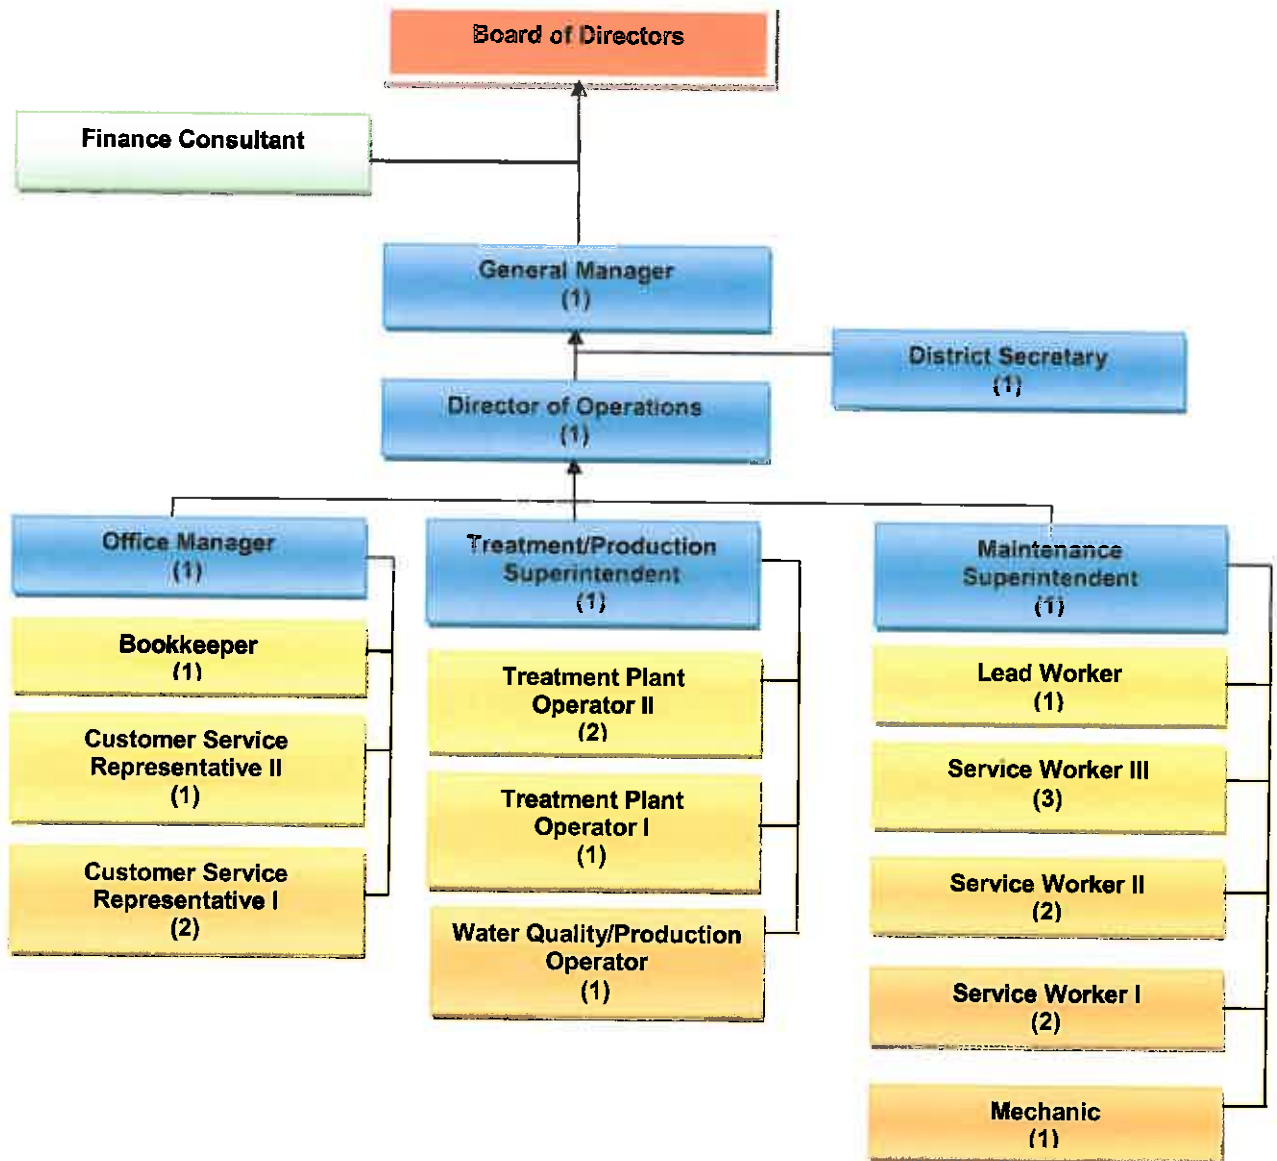 Board of Directors
Finance Consultant
General Manager
(1)
District Secretary
(1)
Director of Operations
(1)
Office Manager
(1)
Bookkeeper
(1)
Customer Service
Representative II
(1)
Customer Service
Representative I
(2)
Treatment/Production
Superintendent
(1)
Treatment Plant
Operator II
(2)
Treatment Plant
Operator I
(1)
Water Quality/Production
Operator
(1)
Maintenance
Superintendent
(1)
Lead Worker
(1)
Service Worker III
(3)
Service Worker II
(2)
Service Worker I
(2)
Mechanic
(1)